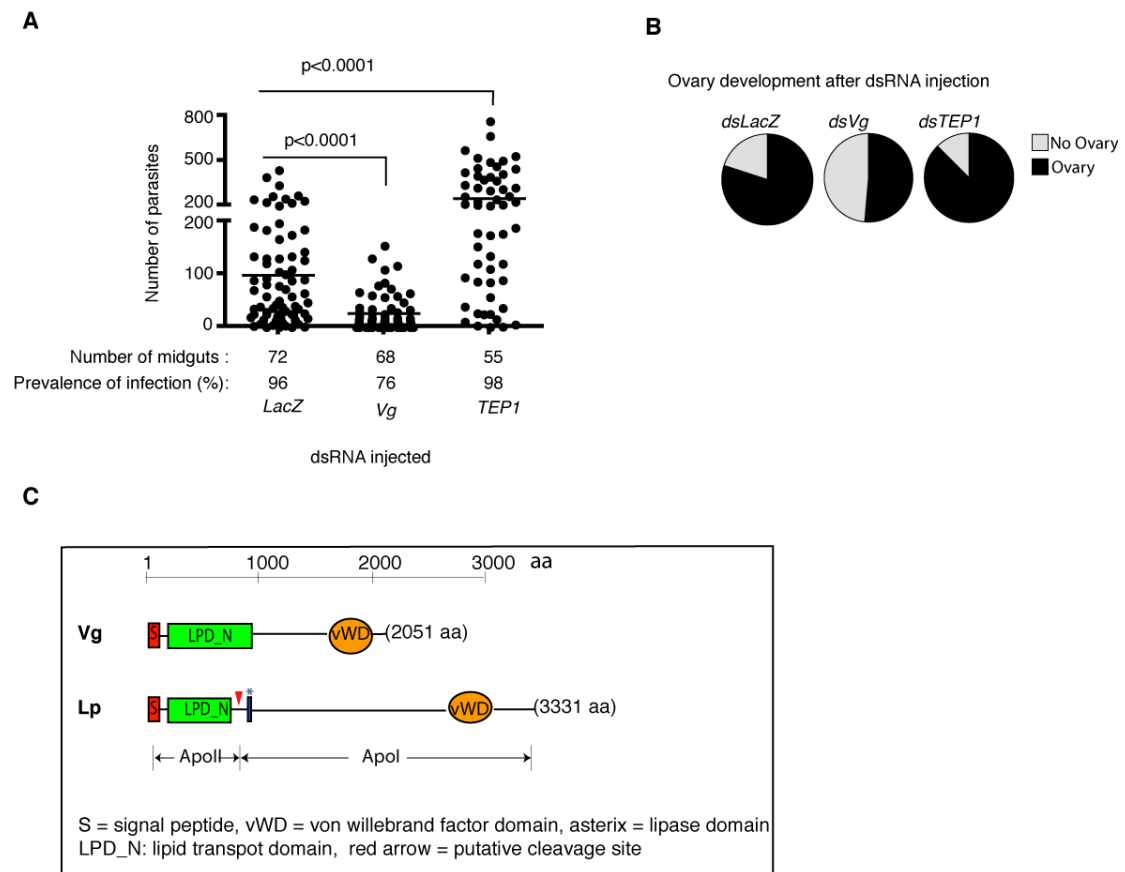 A
p<0.0001
p<0.0001
800
500
200
200
100
0
Number of parasites
Number of midguts : 72 68 55
Prevalence of infection (%): 96 76 98
LacZ Vg TEP1
dsRNA injected
B
Ovary development after dsRNA injection
dsLacZ dsVg dsTEP1
No Ovary
Ovary
C
1 1000 2000 3000 aa
Vg S LPD_N vWD (2051 aa)
*
Lp S LPD_N vWD (3331 aa)
ApoII ApoI
S = signal peptide, vWD = von willebrand factor domain, asterix = lipase domain
LPD_N: lipid transpot domain, red arrow = putative cleavage site